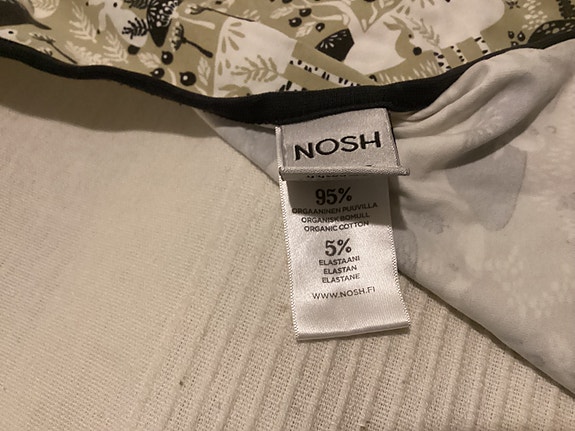 NOSH
95%
ORGAANINEN PUUVILLA
ORGANISK BOMULL
ORGANIC COTTON
5%
ELASTAANI
ELASTAN
ELASTANE
WWW.NOSH.FI